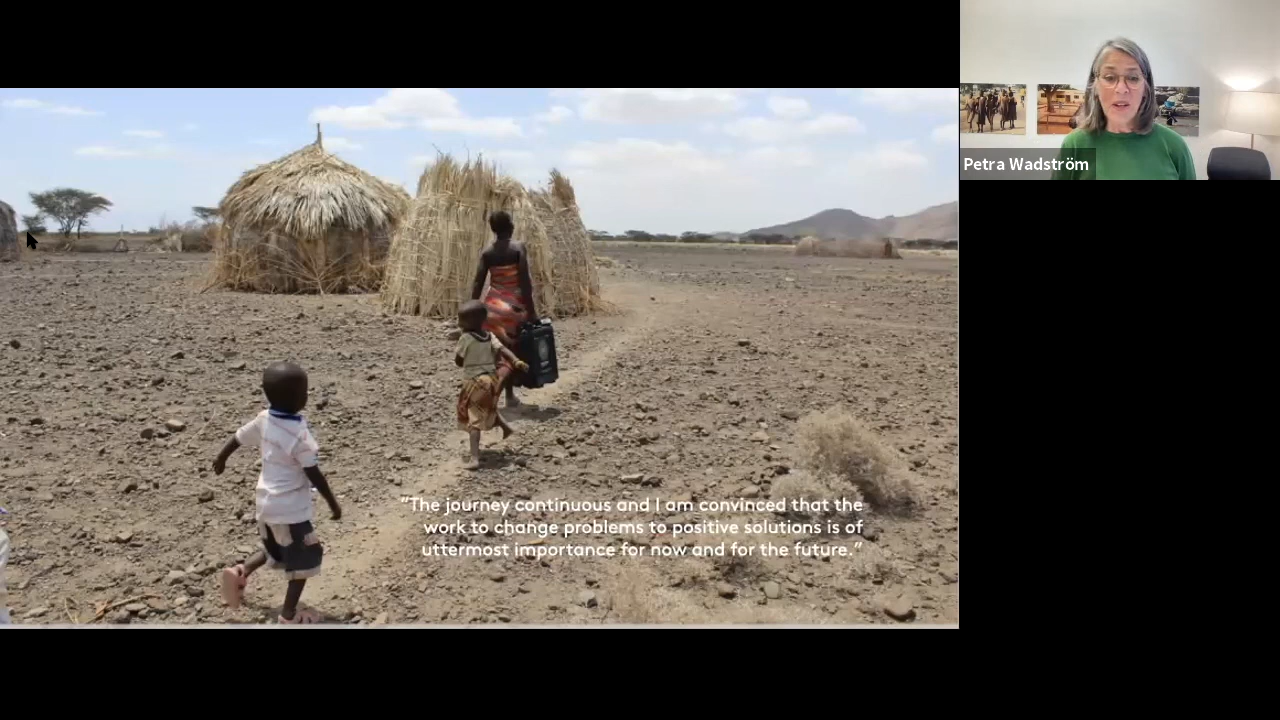 Petra Wadström
“The journey continuous and I am convinced that the
work to change problems to positive solutions is of
uttermost importance for now and for the future.”